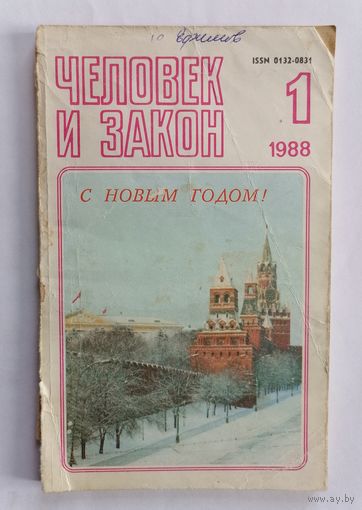 ISSN 0132-0831
ЧЕЛОВЕК
И ЗАКОН
1
1988
С НОВЫМ ГОДОМ!
www.ay.by